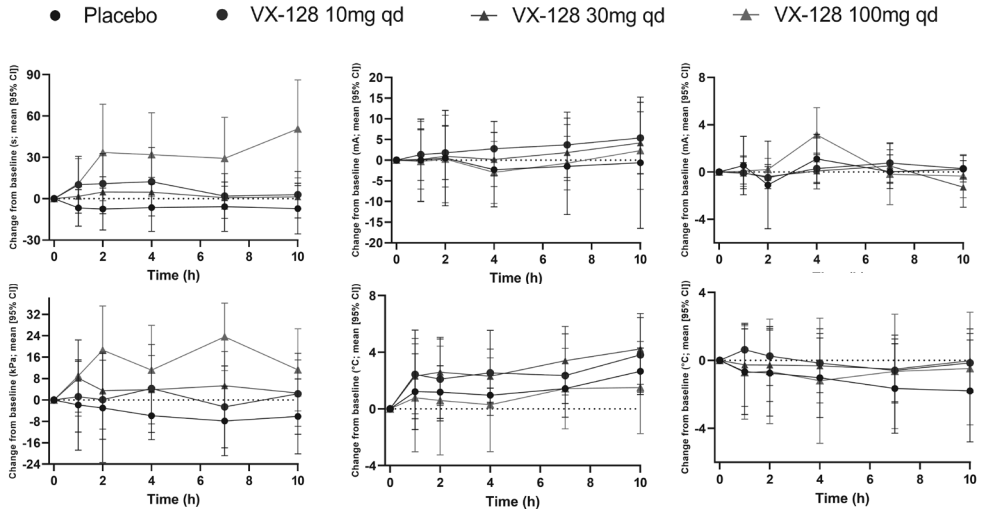 Placebo VX-128 10mg qd VX-128 30mg qd VX-128 100mg qd
Change from baseline (s; mean [95% CI])
90
60
30
0
-30
0 2 4 6 8 10
Time (h)
Change from baseline (mA; mean [95% CI])
20
15
10
5
0
-5
-10
-15
-20
0 2 4 6 8 10
Time (h)
Change from baseline (mean [95% CI])
8
4
0
-4
0 2 4 6 8 10
Change from baseline (kPa; mean [95% CI])
32
24
16
8
0
-8
-16
-24
0 2 4 6 8 10
Time (h)
Change from baseline (°C; mean [95% CI])
8
4
0
-4
0 2 4 6 8 10
Time (h)
Change from baseline (°C; mean [95% CI])
4
0
-4
0 2 4 6 8 10
Time (h)